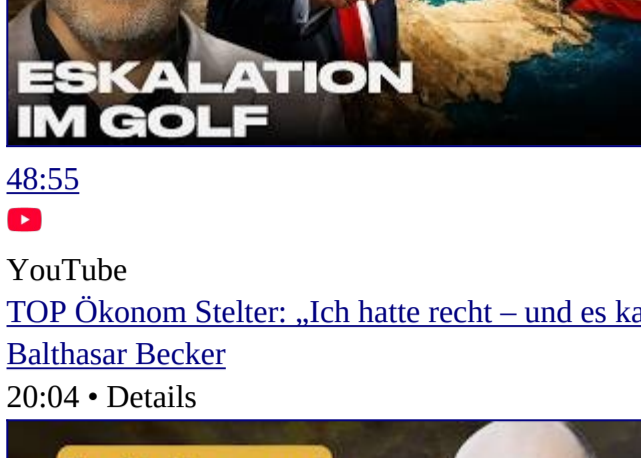 ESKALATION
IM GOLF
48:55
YouTube
TOP Ökonom Stelter: „Ich hatte recht – und es ka
Balthasar Becker
20:04 • Details